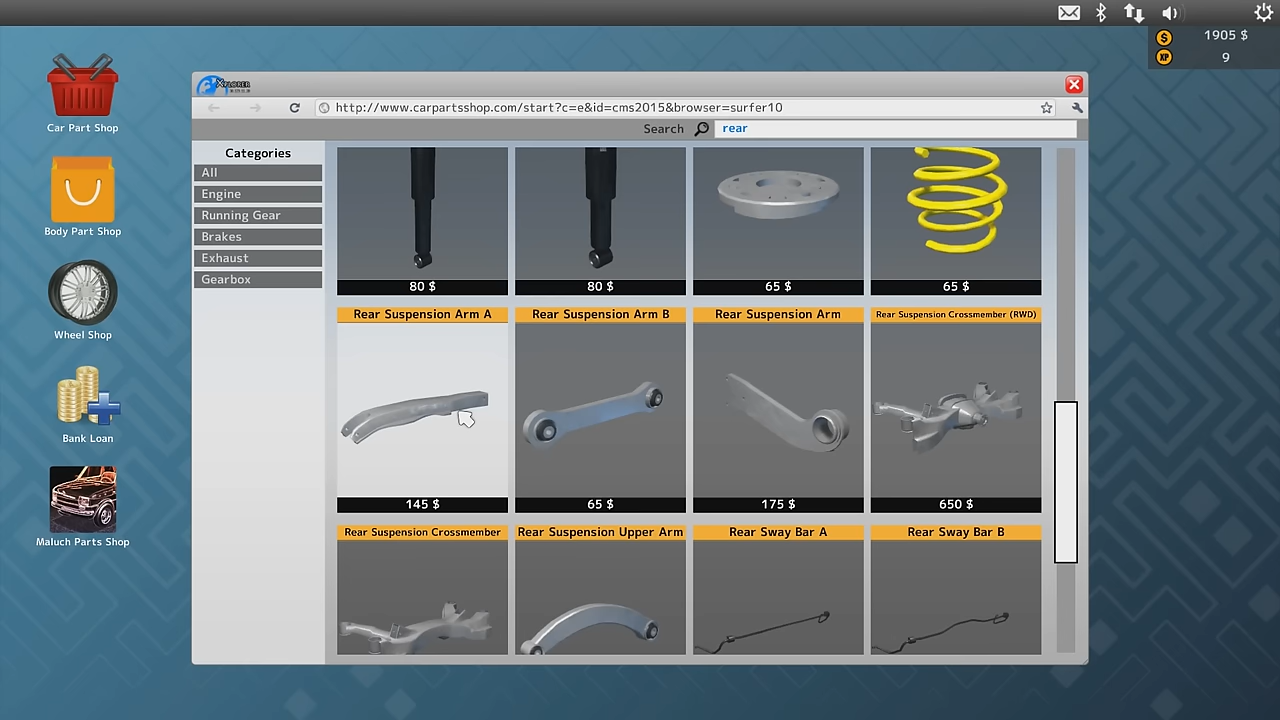 1905 $
9
XPLORER
http://www.carpartsshop.com/start?c=e&id=cms2015&browser=surfer10
Search
rear
Car Part Shop
Body Part Shop
Wheel Shop
Bank Loan
Maluch Parts Shop
Categories
All
Engine
Running Gear
Brakes
Exhaust
Gearbox
80 $
80 $
65 $
65 $
Rear Suspension Arm A
Rear Suspension Arm B
Rear Suspension Arm
Rear Suspension Crossmember (RWD)
145 $
65 $
175 $
650 $
Rear Suspension Crossmember
Rear Suspension Upper Arm
Rear Sway Bar A
Rear Sway Bar B